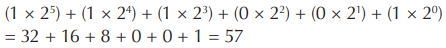 (1 × 2⁵) + (1 × 2⁴) + (1 × 2³) + (0 × 2²) + (0 × 2¹) + (1 × 2⁰)
= 32 + 16 + 8 + 0 + 0 + 1 = 57